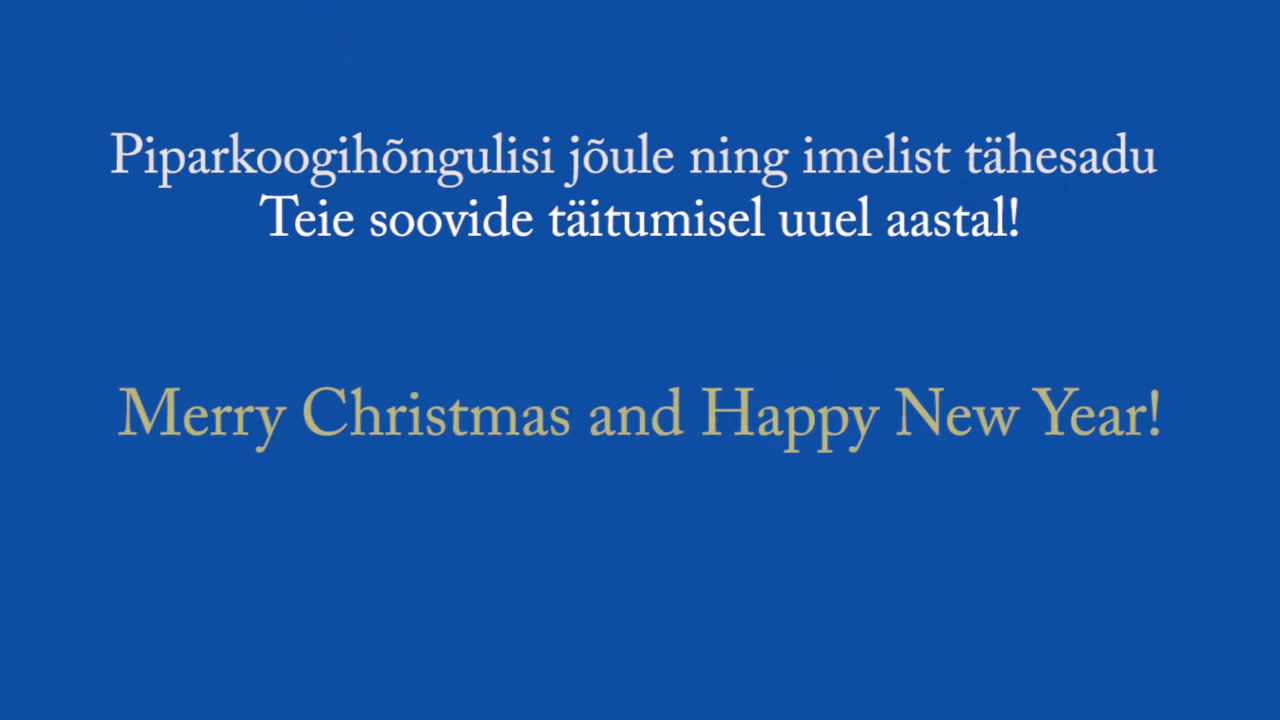 Piparkoogihõngulisi jõule ning imelist tähesadu
Teie soovide täitumisel uuel aastal!
Merry Christmas and Happy New Year!